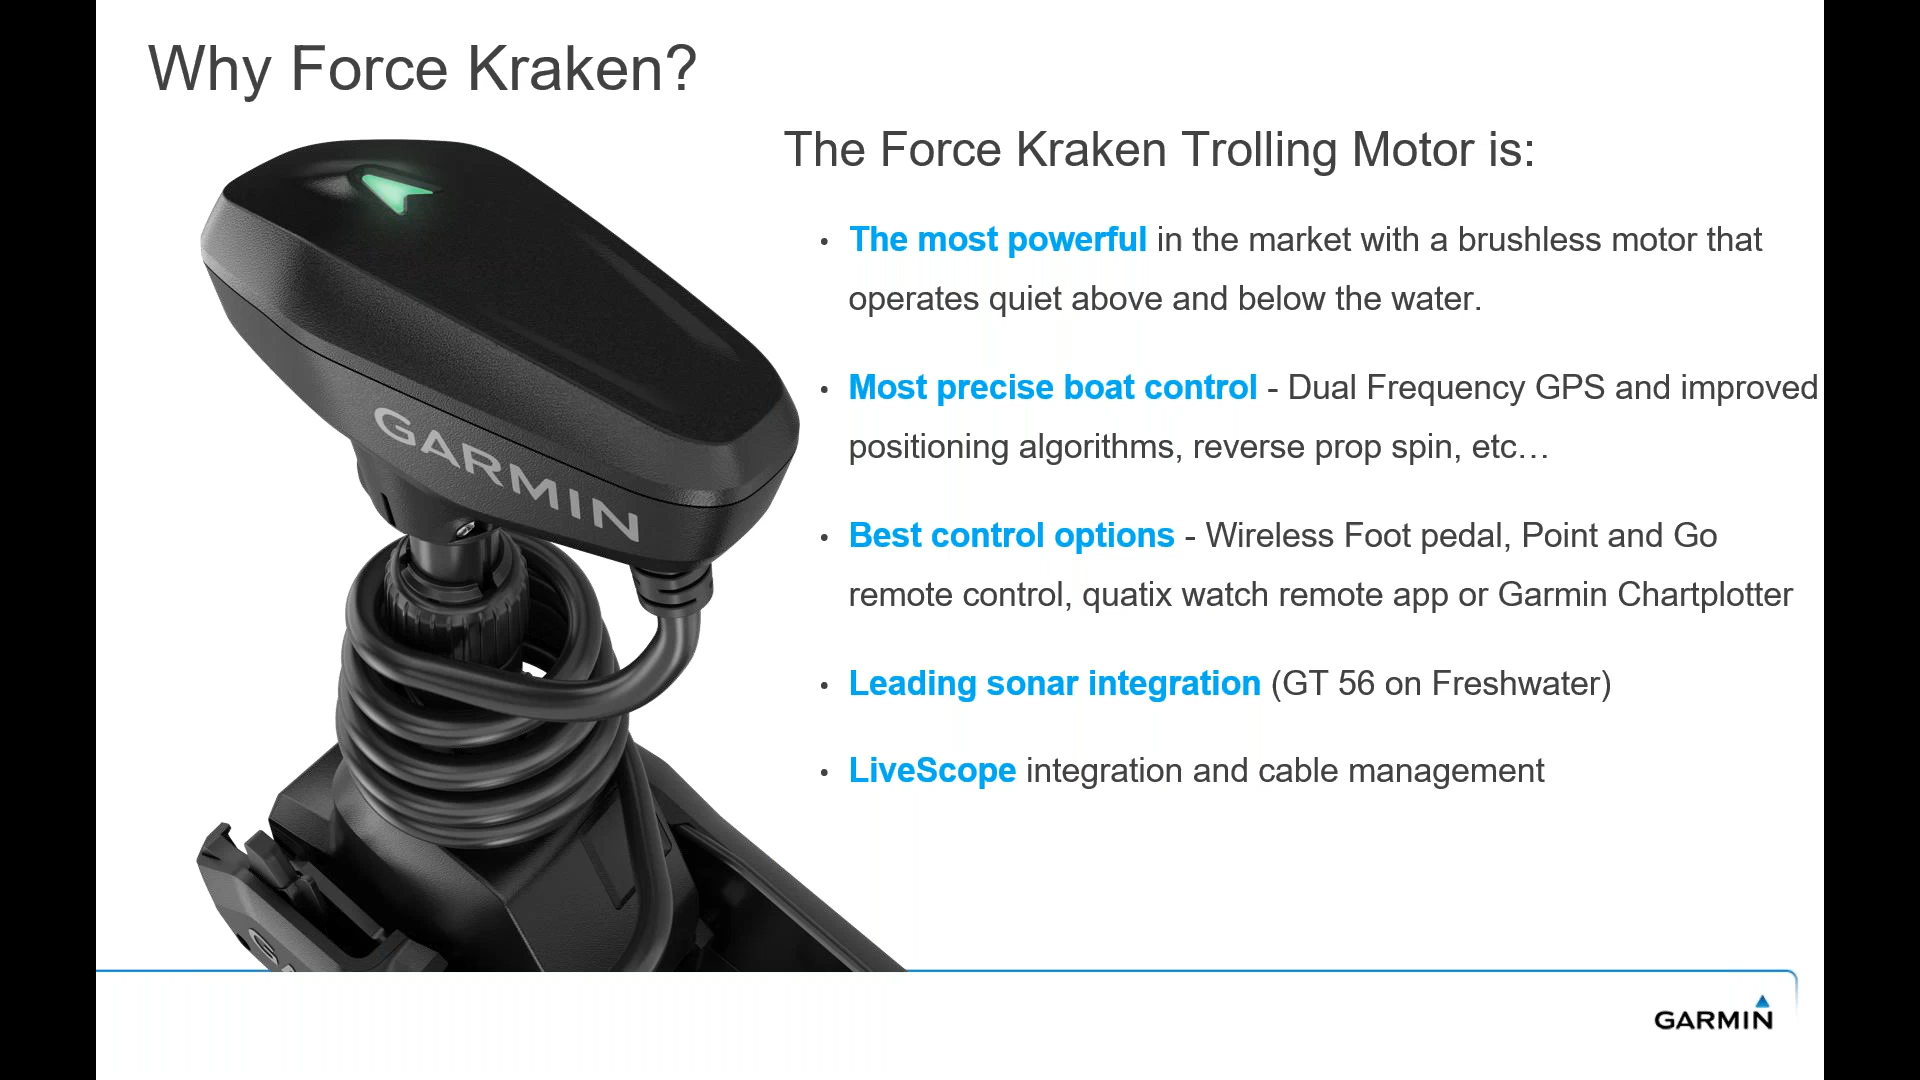 Why Force Kraken?
The Force Kraken Trolling Motor is:
• The most powerful in the market with a brushless motor that
operates quiet above and below the water.
• Most precise boat control - Dual Frequency GPS and improved
positioning algorithms, reverse prop spin, etc…
• Best control options - Wireless Foot pedal, Point and Go
remote control, quatix watch remote app or Garmin Chartplotter
• Leading sonar integration (GT 56 on Freshwater)
• LiveScope integration and cable management
GARMIN
GARMIN